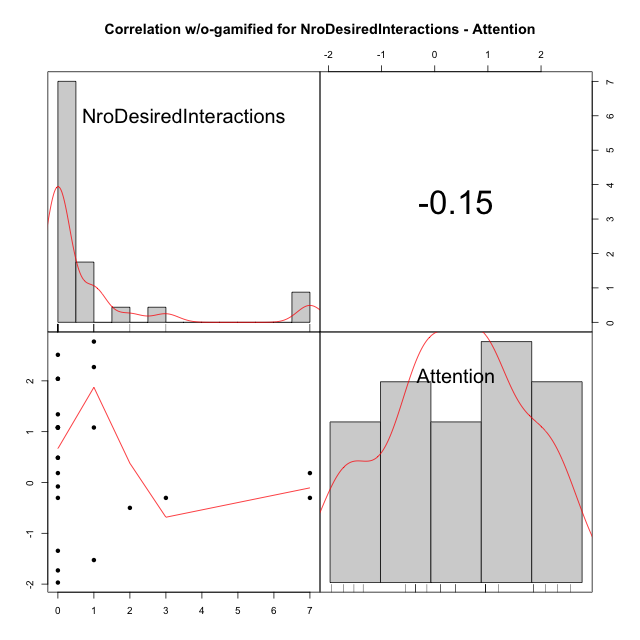 Correlation w/o-gamified for NroDesiredInteractions - Attention
-2 -1 0 1 2
NroDesiredInteractions
-0.15
7
6
5
4
3
2
1
0
Attention
2
1
0
-1
-2
0 1 2 3 4 5 6 7